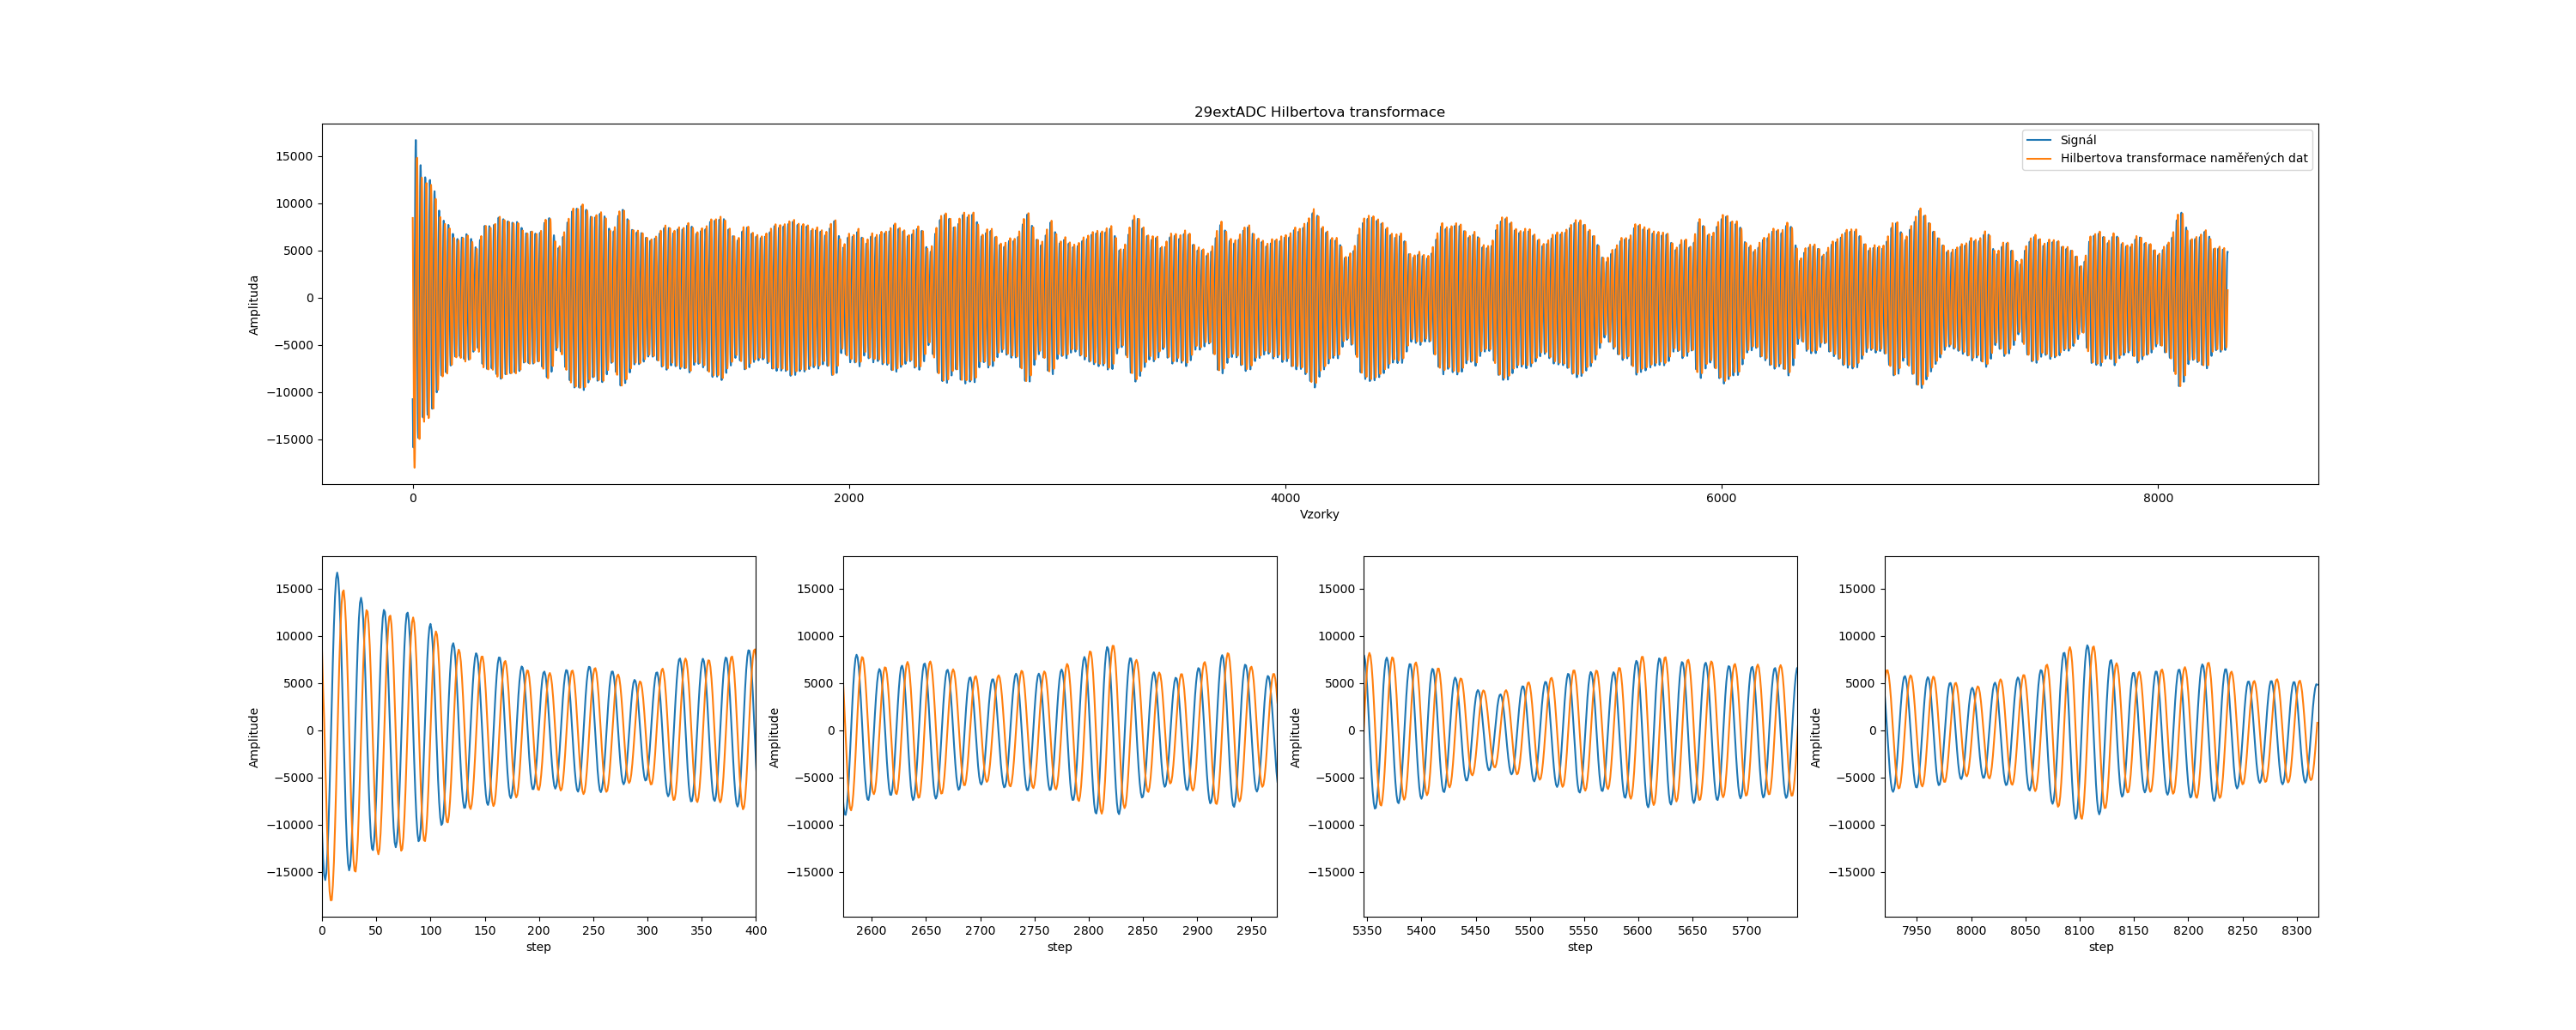 29extADC Hilbertova transformace
Signál
Hilbertova transformace naměřených dat
Amplituda
15000
10000
5000
0
−5000
−10000
−15000
0 2000 4000 6000 8000
Vzorky
Amplitude
15000
10000
5000
0
−5000
−10000
−15000
0 50 100 150 200 250 300 350 400
step
Amplitude
15000
10000
5000
0
−5000
−10000
−15000
2600 2650 2700 2750 2800 2850 2900 2950
step
Amplitude
15000
10000
5000
0
−5000
−10000
−15000
5350 5400 5450 5500 5550 5600 5650 5700
step
Amplitude
15000
10000
5000
0
−5000
−10000
−15000
7950 8000 8050 8100 8150 8200 8250 8300
step